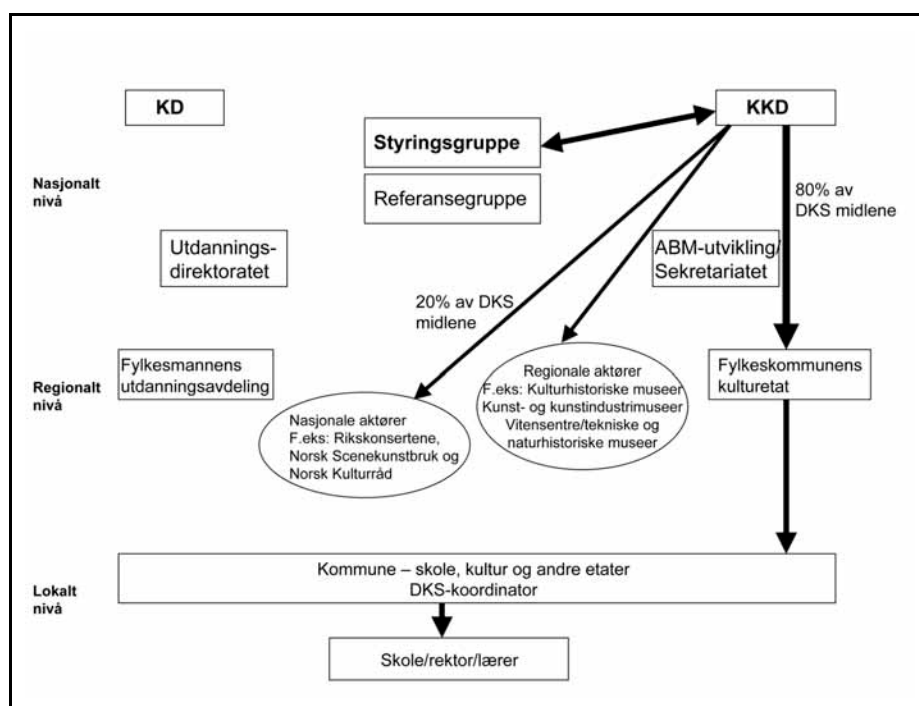 KD
KKD
Styringsgruppe
Nasjonalt
nivå
Referansegruppe
80% av
DKS midlene
Utdannings-
direktoratet
ABM-utvikling/
Sekretariatet
20% av DKS
midlene
Regionalt
nivå
Fylkesmannens
utdanningsavdeling
Nasjonale aktører
F.eks: Rikskonsertene,
Norsk Scenekunstbruk og
Norsk Kulturråd
Regionale aktører
F.eks: Kulturhistoriske museer
Kunst- og kunstindustrimuseer
Vitensentre/tekniske og
naturhistoriske museer
Fylkeskommunens
kulturetat
Lokalt
nivå
Kommune – skole, kultur og andre etater
DKS-koordinator
Skole/rektor/lærer